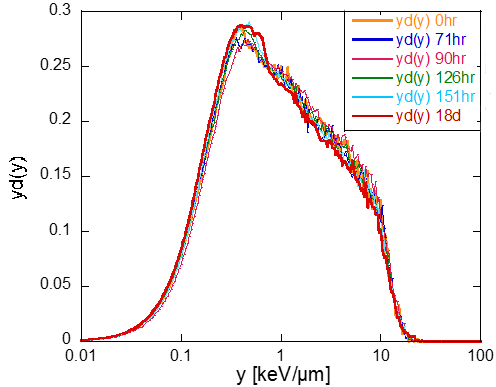 0.3
yd(y) 0hr
yd(y) 71hr
yd(y) 90hr
yd(y) 126hr
yd(y) 151hr
yd(y) 18d
0.25
0.2
0.15
0.1
0.05
0
yd(y)
0.01 0.1 1 10 100
y [keV/µm]